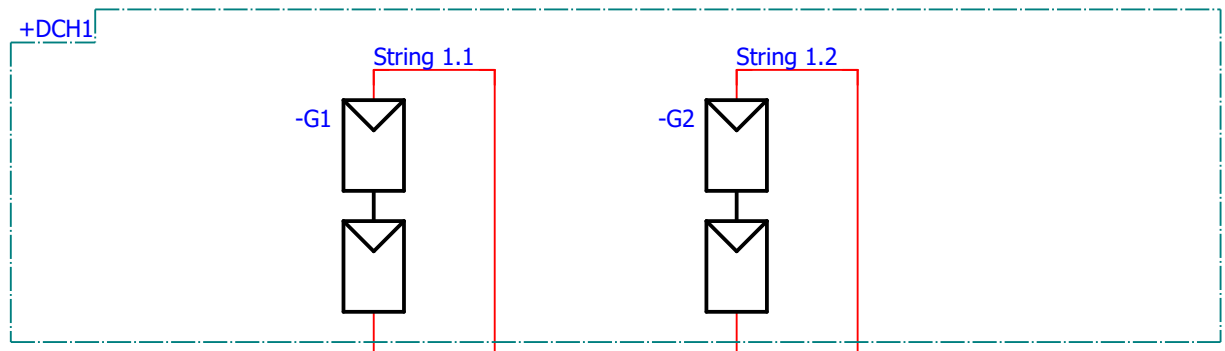 +DCH1
String 1.1
String 1.2
-G1
-G2